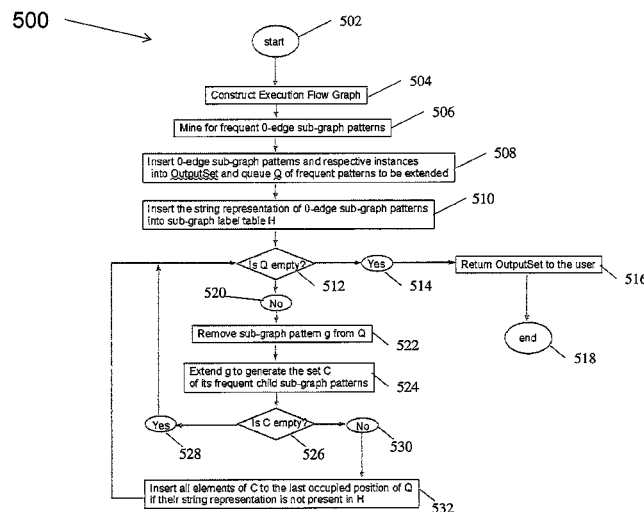 500
start
502
Construct Execution Flow Graph
504
Mine for frequent 0-edge sub-graph patterns
506
Insert 0-edge sub-graph patterns and respective instances
into OutputSet and queue Q of frequent patterns to be extended
508
Insert the string representation of 0-edge sub-graph patterns
into sub-graph label table H
510
Is Q empty?
512
Yes
514
Return OutputSet to the user
516
end
518
520
No
Remove sub-graph pattern g from Q
522
Extend g to generate the set C
of its frequent child sub-graph patterns
524
Yes
528
Is C empty?
526
No
530
Insert all elements of C to the last occupied position of Q
if their string representation is not present in H
532